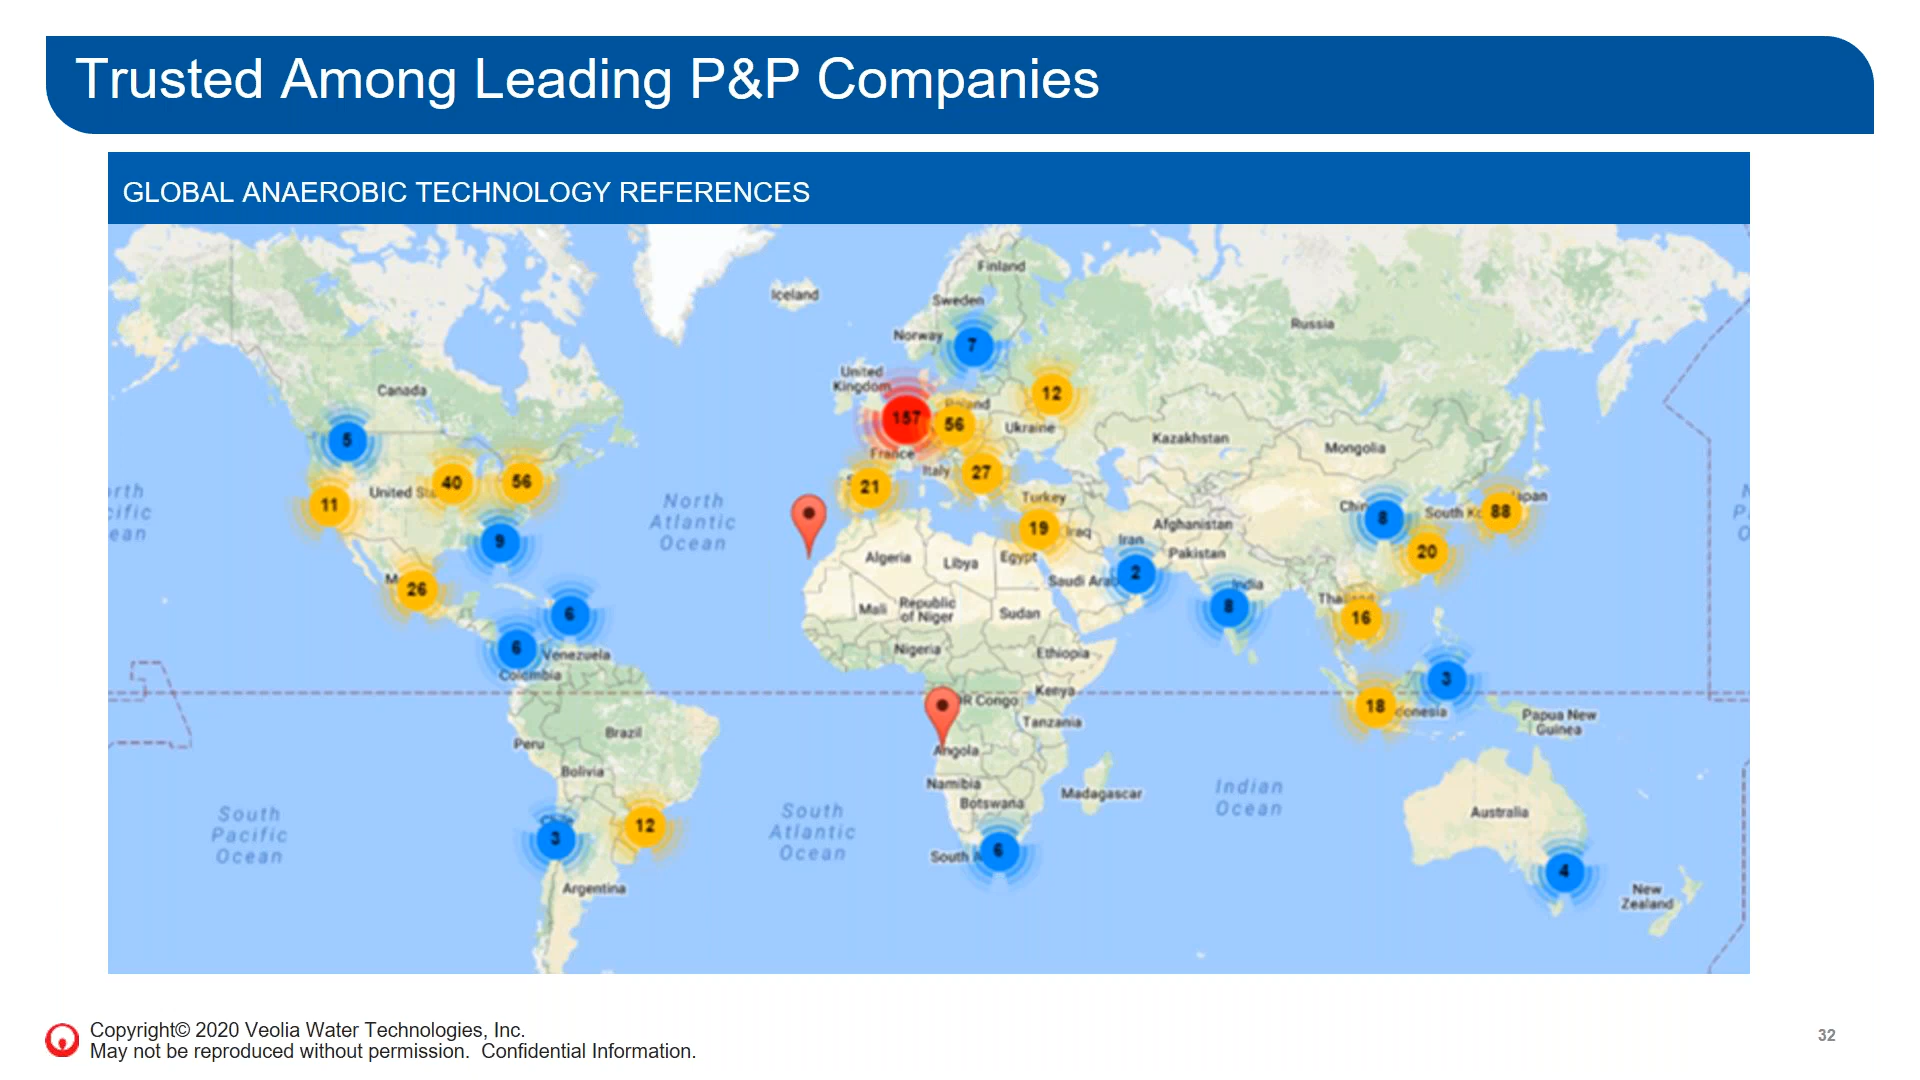 Trusted Among Leading P&P Companies
GLOBAL ANAEROBIC TECHNOLOGY REFERENCES
Finland
Iceland
Sweden
Russia
Norway
7
United
Kingdom
Canada
12
157
56
Ukraine
5
Kazakhstan
Mongolia
France
Italy
27
40
56
21
United
11
North
Atlantic
Ocean
Turkey
88
8
South
19
Iraq
Afghanistan
9
Iran
20
Algeria
Libya
Egypt
Pakistan
2
Saudi
India
26
Mali
Republic
of Niger
Sudan
8
6
16
Nigeria
Ethiopia
6
Venezuela
Colombia
3
Kenya
DR Congo
18
Tanzania
Papua New
Guinea
Brazil
Peru
Angola
Bolivia
Namibia
Madagascar
Indian
Ocean
Botswana
South
Pacific
Ocean
South
Atlantic
Ocean
Australia
12
3
Chile
South
6
4
Argentina
New
Zealand
Copyright© 2020 Veolia Water Technologies, Inc.
May not be reproduced without permission.  Confidential Information.
32